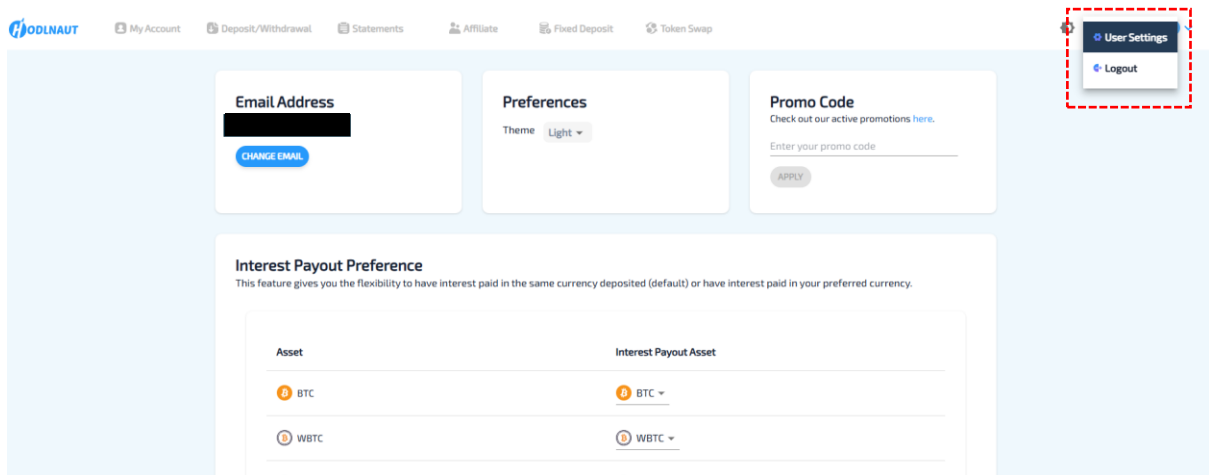 HODLNAUT My Account Deposit/Withdrawal Statements Affiliate Fixed Deposit Token Swap
User Settings
Logout
Email Address
CHANGE EMAIL
Preferences
Theme Light
Promo Code
Check out our active promotions here.
Enter your promo code
APPLY
Interest Payout Preference
This feature gives you the flexibility to have interest paid in the same currency deposited (default) or have interest paid in your preferred currency.
Asset Interest Payout Asset
BTC BTC
WBTC WBTC